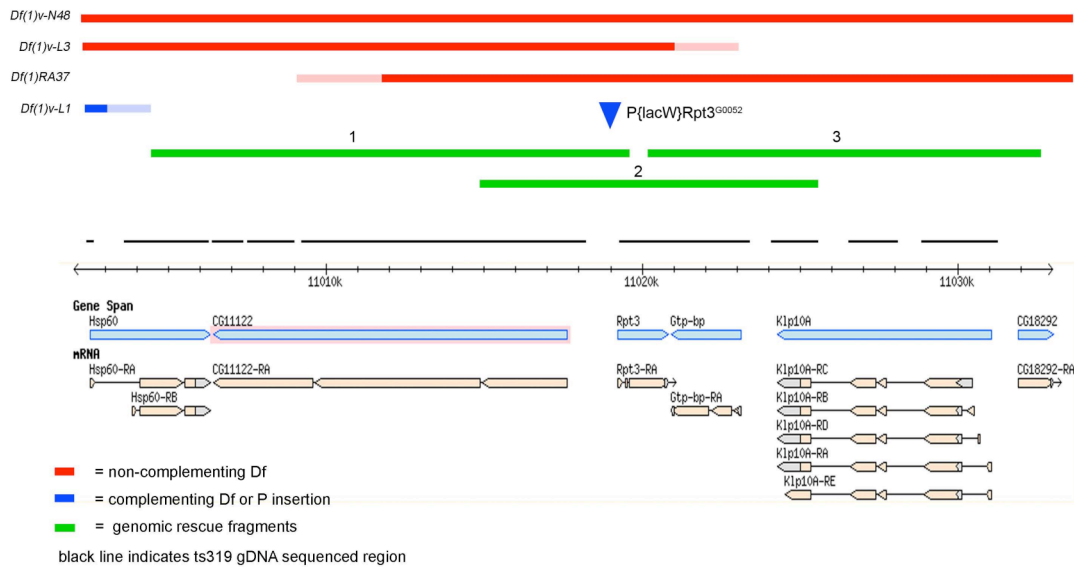 Df(1)v-N48
Df(1)v-L3
Df(1)RA37
Df(1)v-L1
P{lacW}Rpt3G0052
1
3
2
11010k 11020k 11030k
Gene Span
Hsp60 CG11122 Rpt3 Gtp-bp Klp10A CG18292
mRNA
Hsp60-RA CG11122-RA Rpt3-RA Klp10A-RC CG18292-RA
Hsp60-RB Gtp-bp-RA Klp10A-RB
Klp10A-RD
Klp10A-RA
Klp10A-RE
= non-complementing Df
= complementing Df or P insertion
= genomic rescue fragments
black line indicates ts319 gDNA sequenced region